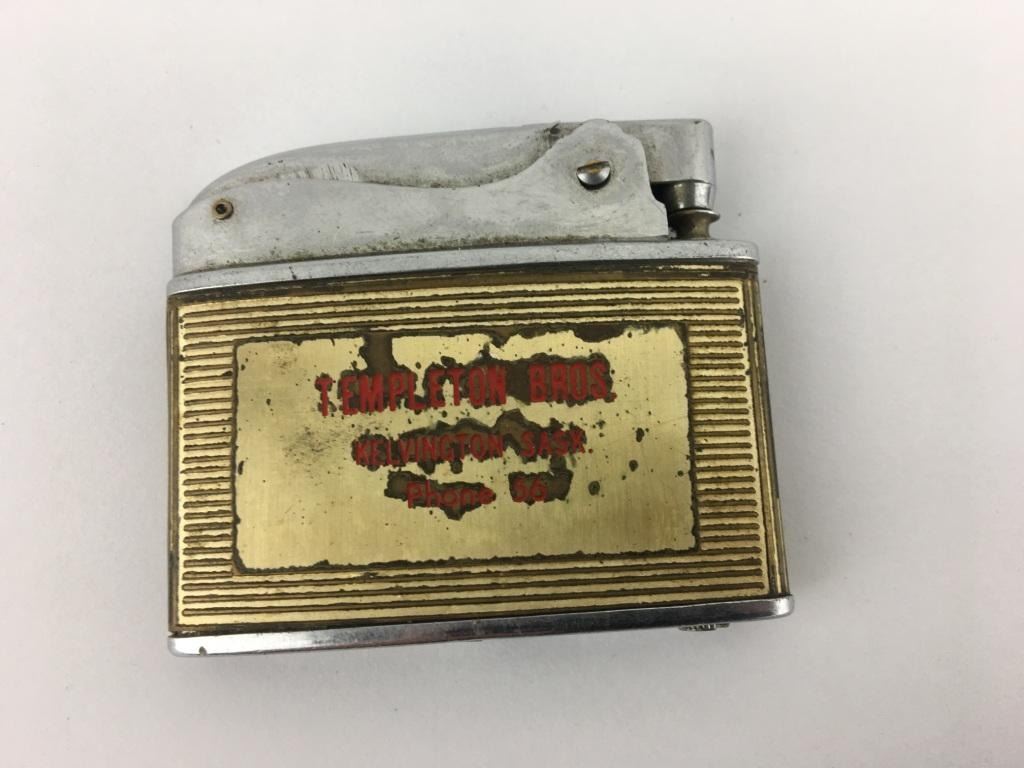 TEMPLETON BROS.
KELVINGTON SASK.
Phone 56